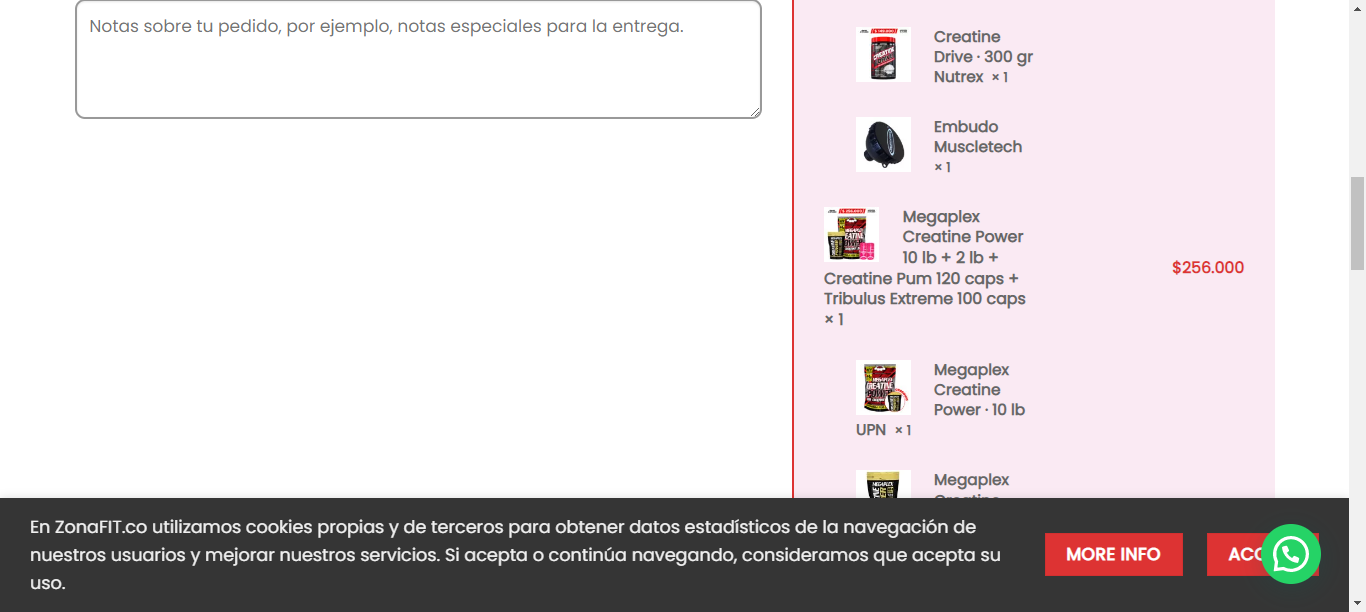 Notas sobre tu pedido, por ejemplo, notas especiales para la entrega.
Creatine
Drive · 300 gr
Nutrex × 1
Embudo
Muscletech
× 1
Megaplex
Creatine Power
10 lb + 2 lb +
Creatine Pum 120 caps +
Tribulus Extreme 100 caps
× 1
$256.000
Megaplex
Creatine
Power · 10 lb
UPN × 1
Megaplex
En ZonaFIT.co utilizamos cookies propias y de terceros para obtener datos estadísticos de la navegación de
nuestros usuarios y mejorar nuestros servicios. Si acepta o continúa navegando, consideramos que acepta su
uso.
MORE INFO